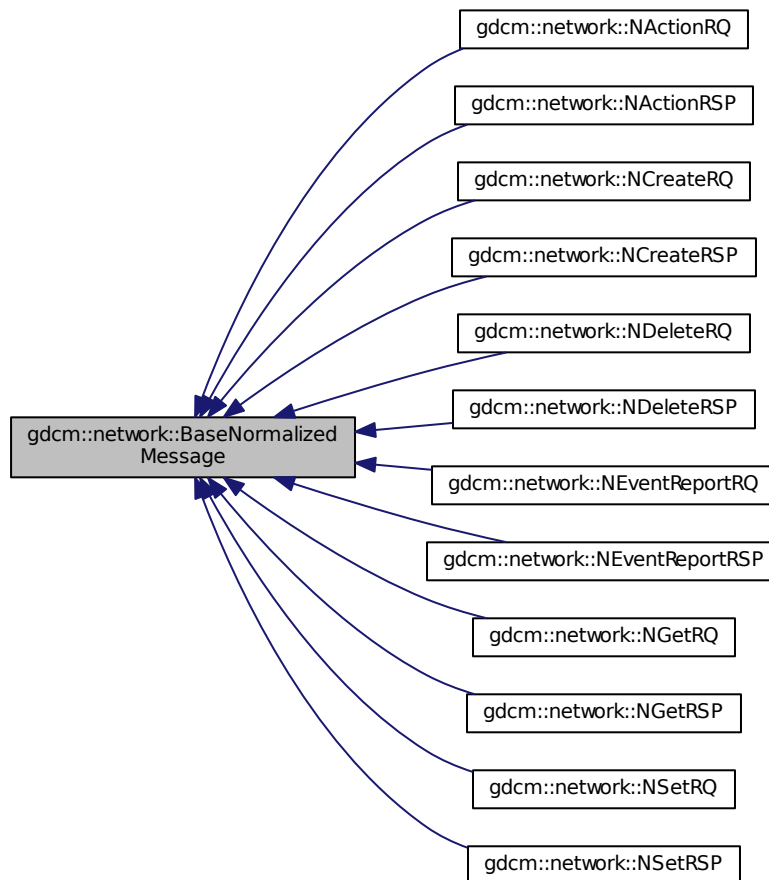 gdcm::network::NActionRQ
gdcm::network::NActionRSP
gdcm::network::NCreateRQ
gdcm::network::NCreateRSP
gdcm::network::NDeleteRQ
gdcm::network::NDeleteRSP
gdcm::network::BaseNormalized
Message
gdcm::network::NEventReportRQ
gdcm::network::NEventReportRSP
gdcm::network::NGetRQ
gdcm::network::NGetRSP
gdcm::network::NSetRQ
gdcm::network::NSetRSP